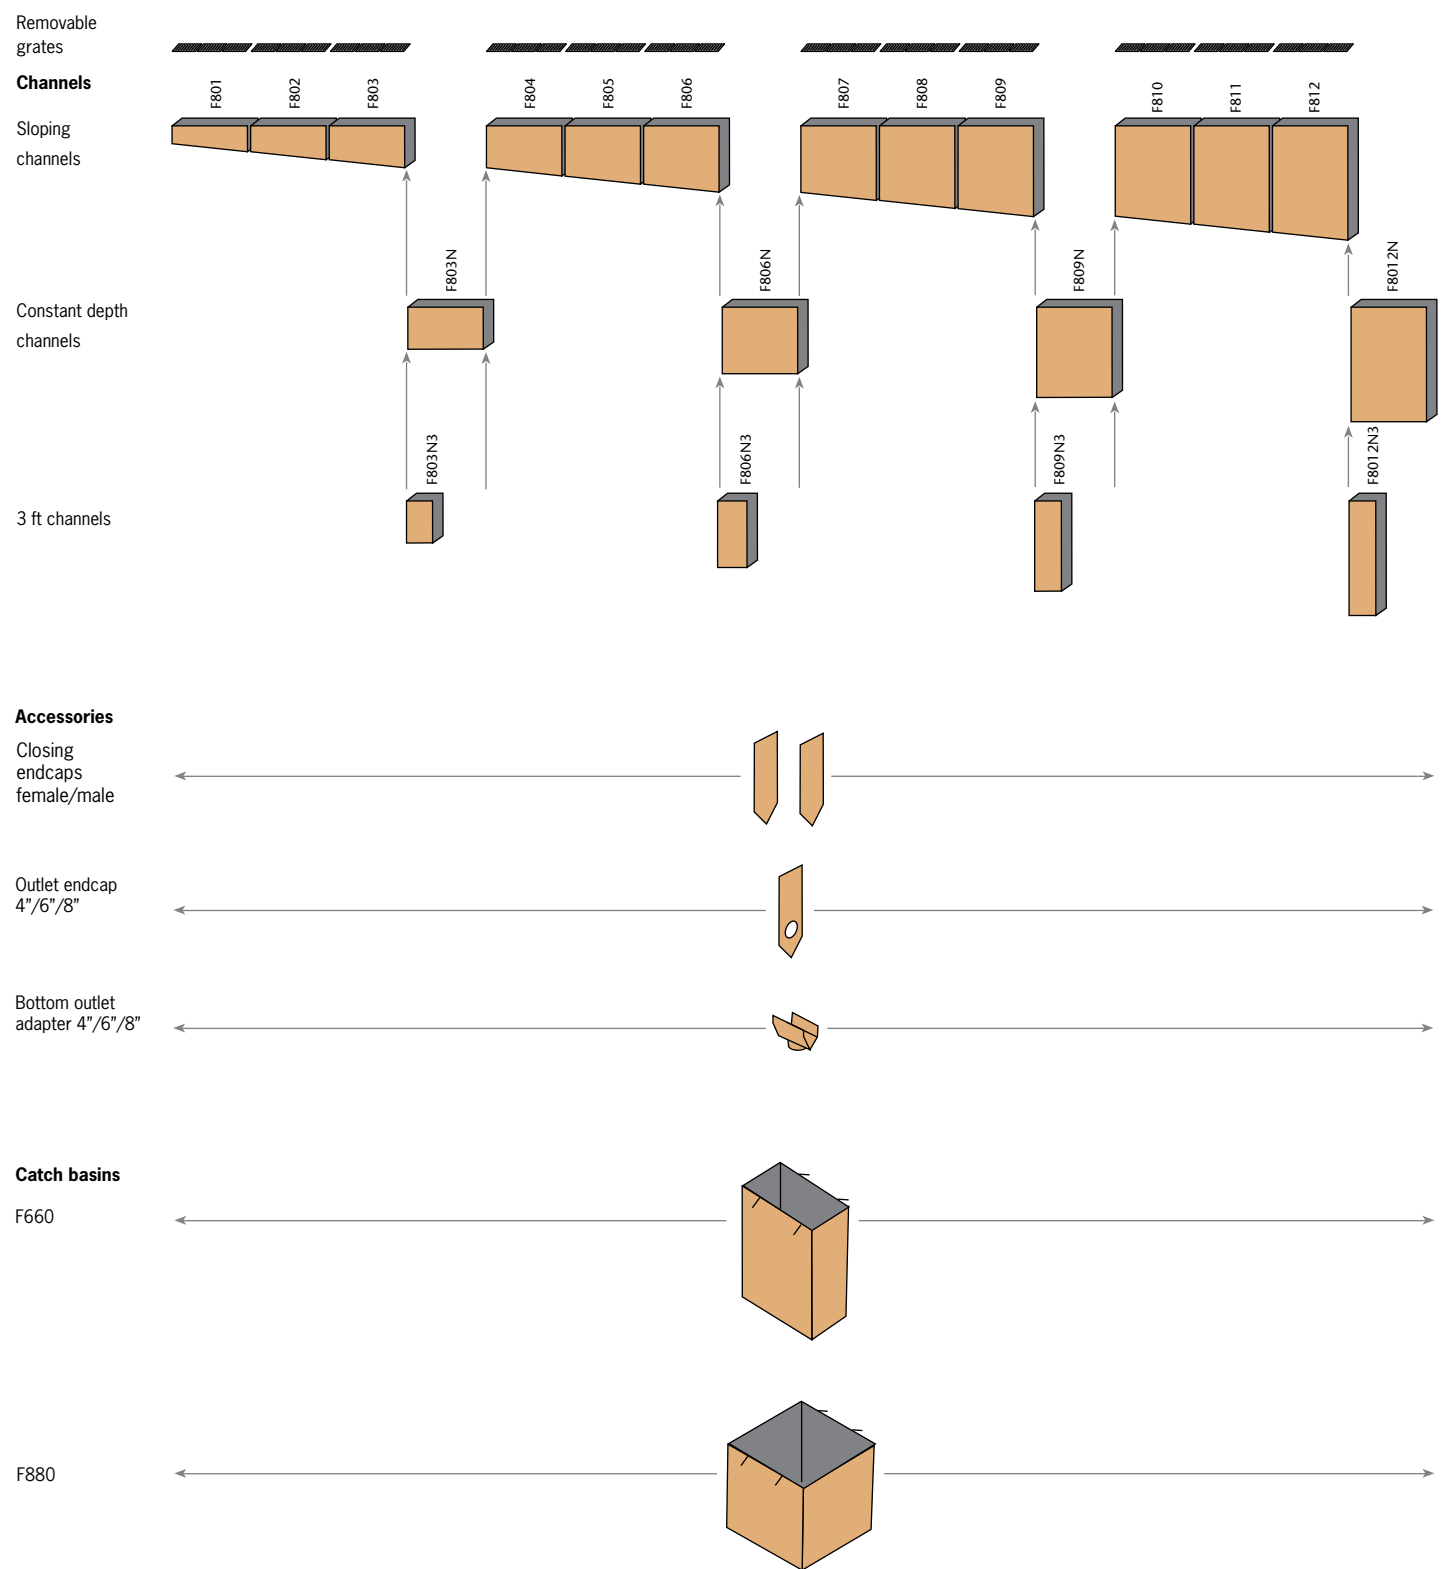 Removable
grates
Channels
F801
F802
F803
F804
F805
F806
F807
F808
F809
F810
F811
F812
Sloping
channels
F803N
F806N
F809N
F8012N
Constant depth
channels
F803N3
F806N3
F809N3
F8012N3
3 ft channels
Accessories
Closing
endcaps
female/male
Outlet endcap
4”/6”/8”
Bottom outlet
adapter 4”/6”/8”
Catch basins
F660
F880